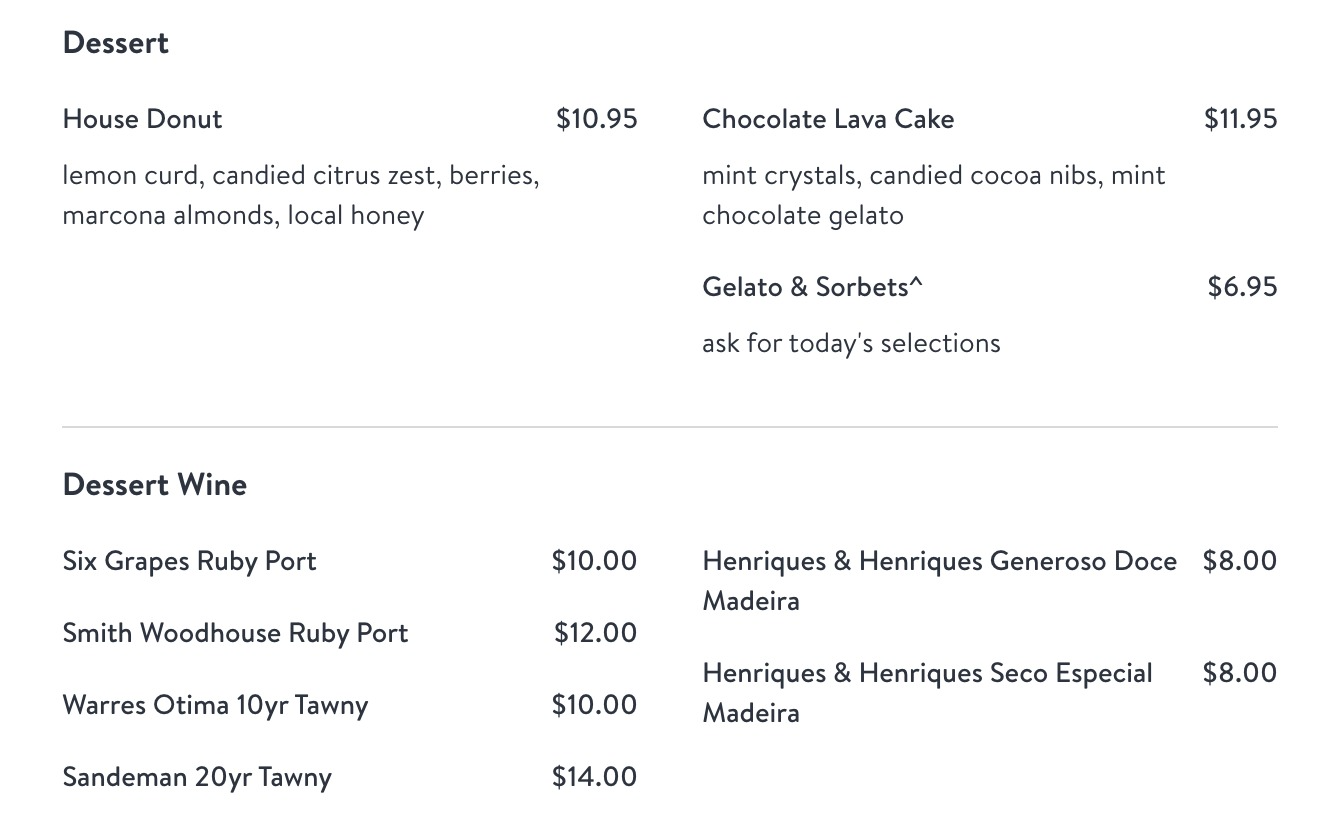 Dessert
House Donut $10.95
lemon curd, candied citrus zest, berries,
marcona almonds, local honey
Chocolate Lava Cake $11.95
mint crystals, candied cocoa nibs, mint
chocolate gelato
Gelato & Sorbets^ $6.95
ask for today's selections
Dessert Wine
Six Grapes Ruby Port $10.00
Smith Woodhouse Ruby Port $12.00
Warres Otima 10yr Tawny $10.00
Sandeman 20yr Tawny $14.00
Henriques & Henriques Generoso Doce $8.00
Madeira
Henriques & Henriques Seco Especial $8.00
Madeira